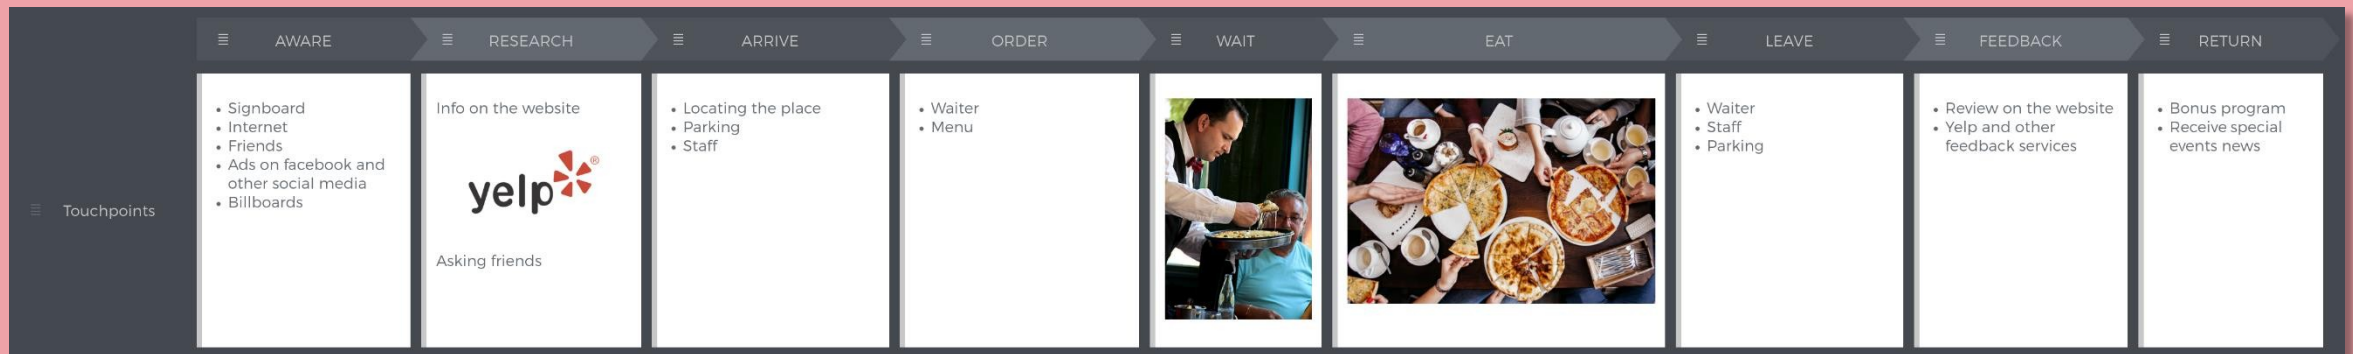 AWARE
RESEARCH
ARRIVE
ORDER
WAIT
EAT
LEAVE
FEEDBACK
RETURN
Touchpoints
• Signboard
• Internet
• Friends
• Ads on facebook and
other social media
• Billboards
Info on the website
yelp®
Asking friends
• Locating the place
• Parking
• Staff
• Waiter
• Menu
• Waiter
• Staff
• Parking
• Review on the website
• Yelp and other
feedback services
• Bonus program
• Receive special
events news